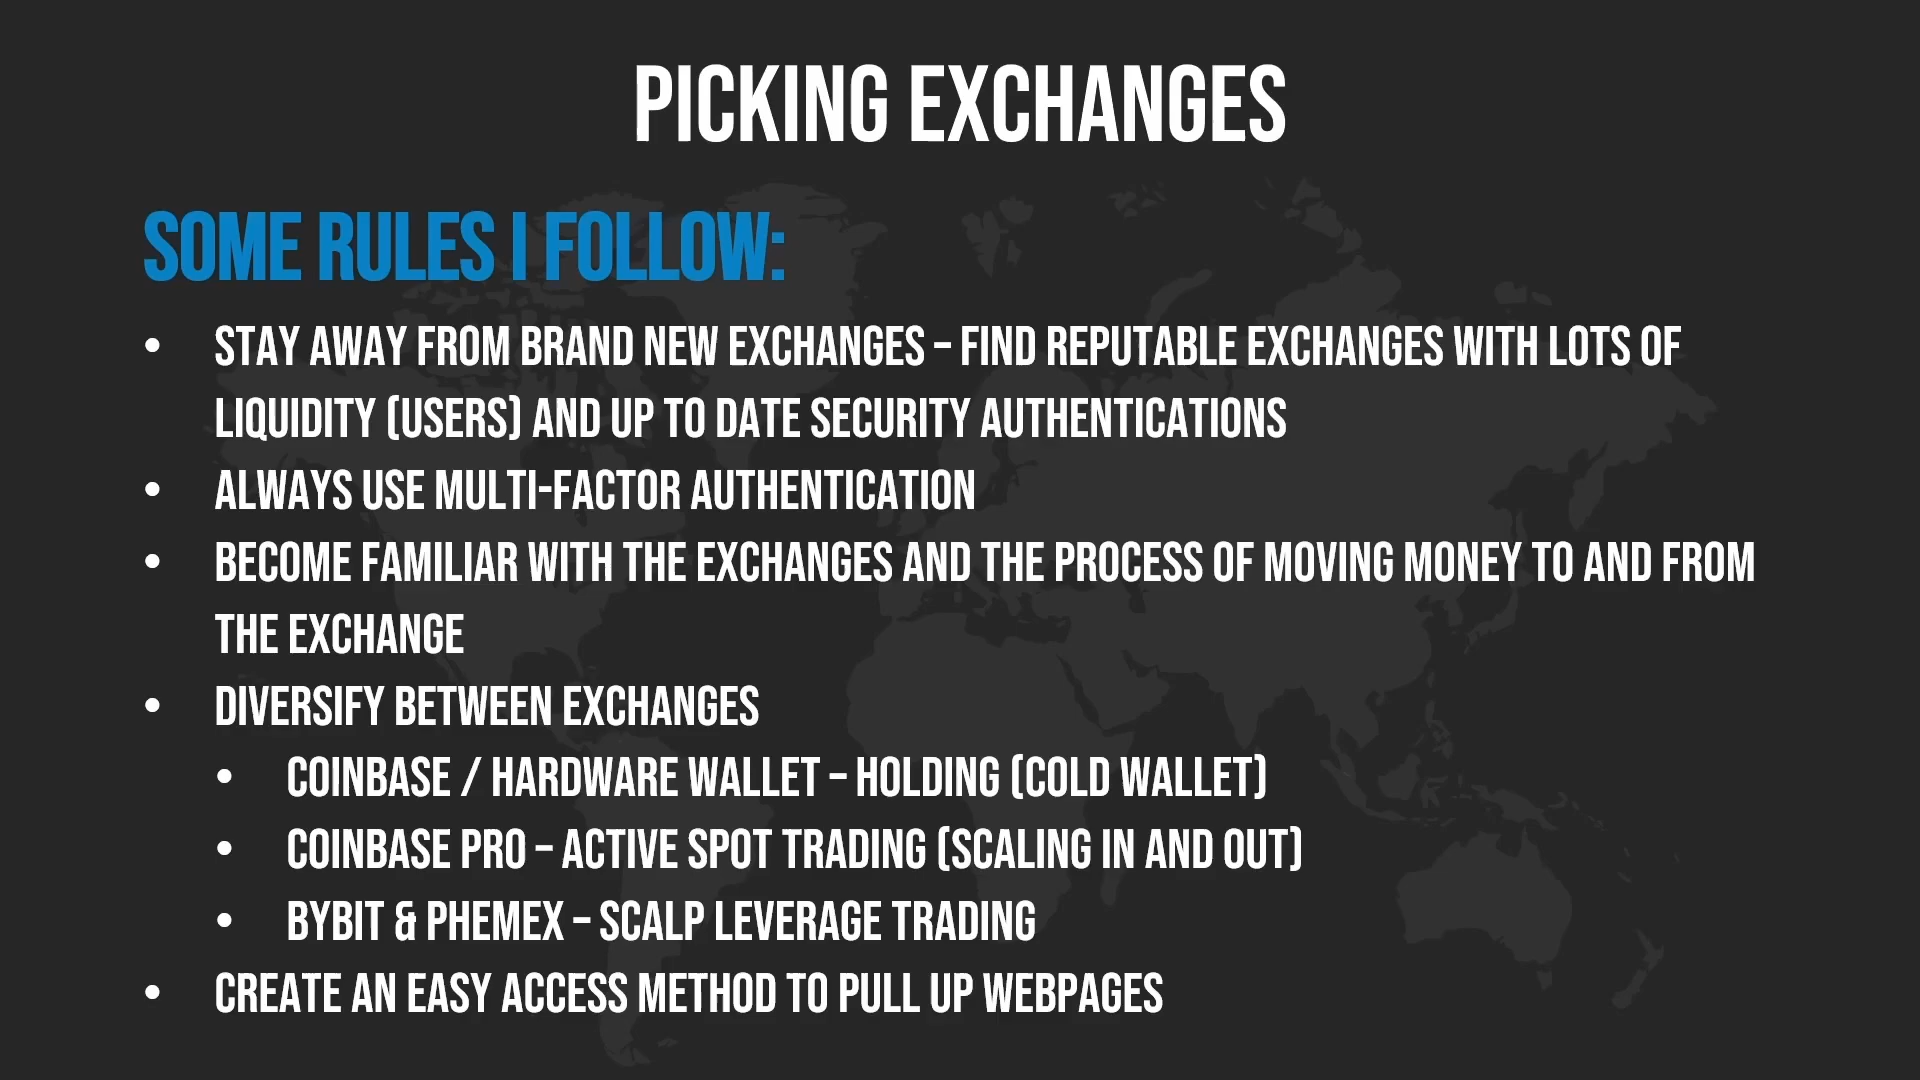 PICKING EXCHANGES
SOME RULES I FOLLOW:
• STAY AWAY FROM BRAND NEW EXCHANGES – FIND REPUTABLE EXCHANGES WITH LOTS OF
LIQUIDITY (USERS) AND UP TO DATE SECURITY AUTHENTICATIONS
• ALWAYS USE MULTI-FACTOR AUTHENTICATION
• BECOME FAMILIAR WITH THE EXCHANGES AND THE PROCESS OF MOVING MONEY TO AND FROM
THE EXCHANGE
• DIVERSIFY BETWEEN EXCHANGES
• COINBASE / HARDWARE WALLET – HOLDING (COLD WALLET)
• COINBASE PRO – ACTIVE SPOT TRADING (SCALING IN AND OUT)
• BYBIT & PHEMEX – SCALP LEVERAGE TRADING
• CREATE AN EASY ACCESS METHOD TO PULL UP WEBPAGES